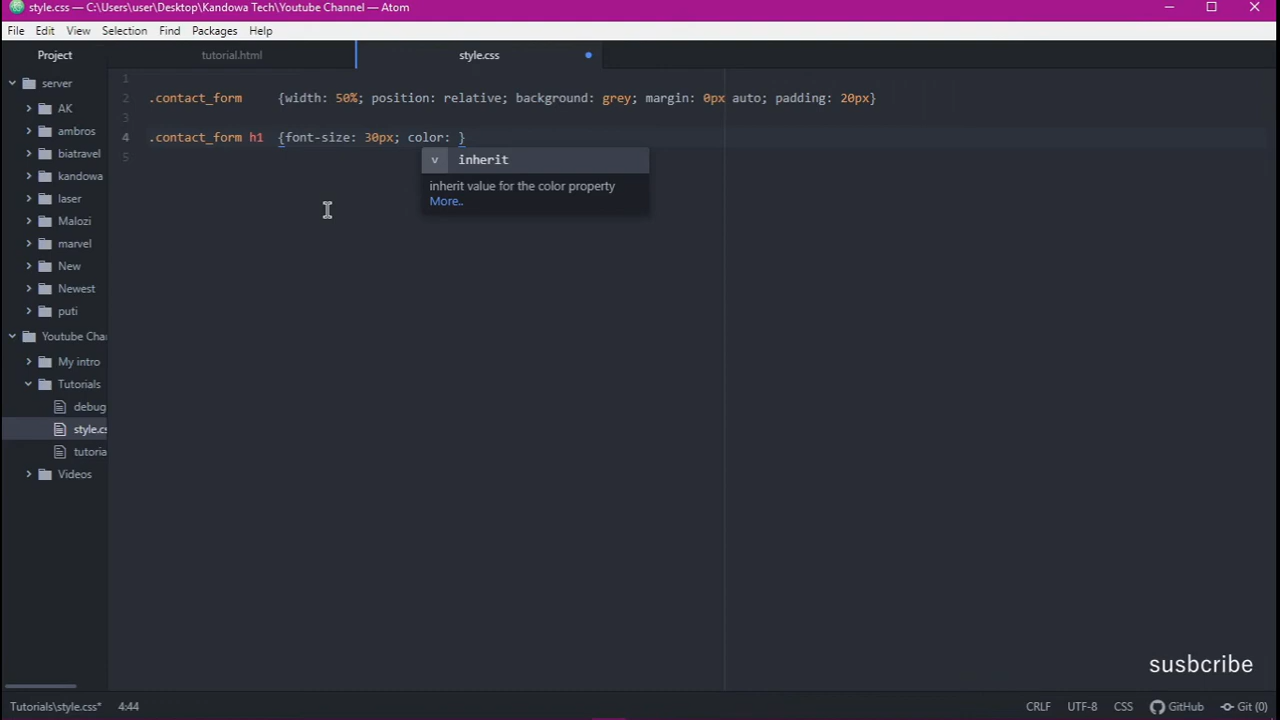 style.css — C:\Users\user\Desktop\Kandowa Tech\Youtube Channel — Atom
File Edit View Selection Find Packages Help
Project
tutorial.html
style.css
server
AK
ambros
biatravel
kandowa
laser
Malozi
marvel
New
Newest
puti
Youtube Cha
My intro
Tutorials
debug
style.cs
tutoria
Videos
1
2 .contact_form {width: 50%; position: relative; background: grey; margin: 0px auto; padding: 20px}
4 .contact_form h1 {font-size: 30px; color: }
5
v inherit
inherit value for the color property
More..
susbcribe
Tutorials\style.css* 4:44
CRLF UTF-8 CSS GitHub Git (0)